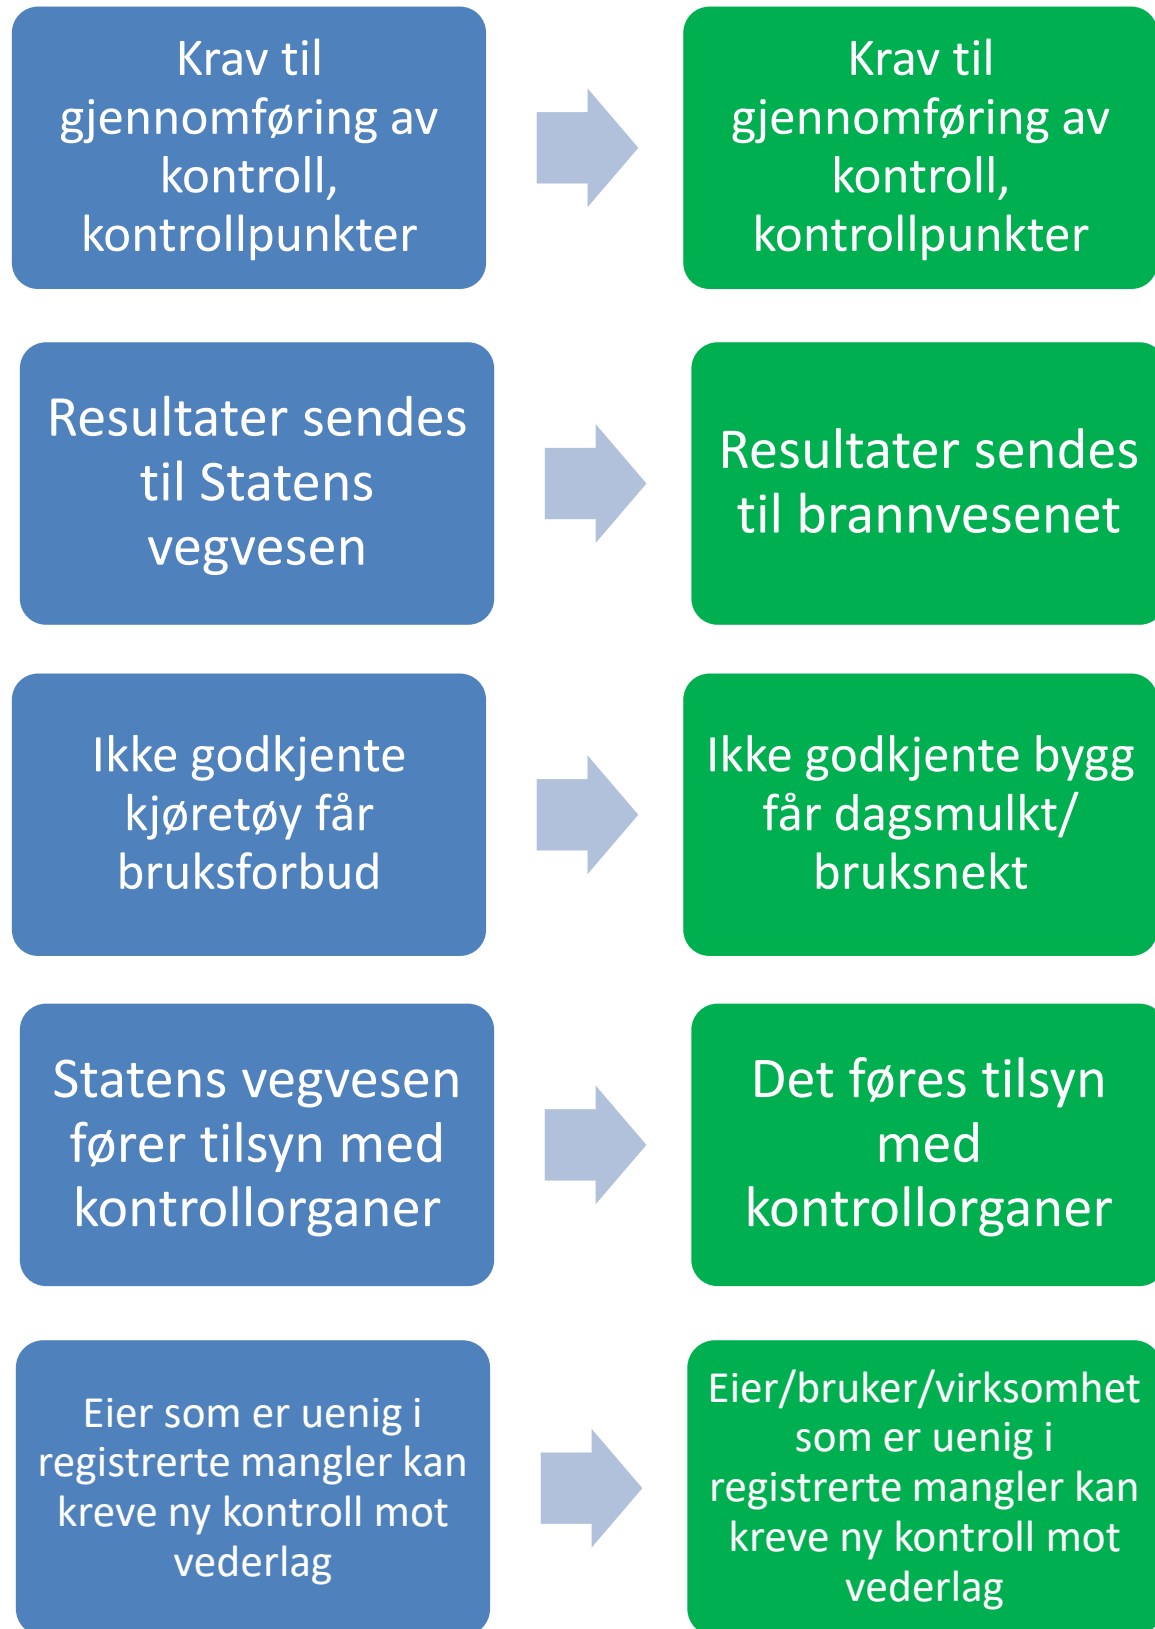 Krav til
gjennomføring av
kontroll,
kontrollpunkter
Krav til
gjennomføring av
kontroll,
kontrollpunkter
Resultater sendes
til Statens
vegvesen
Resultater sendes
til brannvesenet
Ikke godkjente
kjøretøy får
bruksforbud
Ikke godkjente bygg
får dagsmulkt/
bruksnekt
Statens vegvesen
fører tilsyn med
kontrollorganer
Det føres tilsyn
med
kontrollorganer
Eier som er uenig i
registrerte mangler kan
kreve ny kontroll mot
vederlag
Eier/bruker/virksomhet
som er uenig i
registrerte mangler kan
kreve ny kontroll mot
vederlag